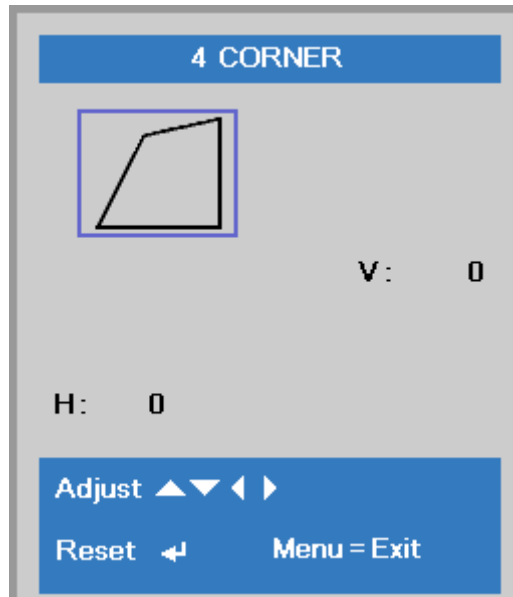 4 CORNER
V: 0
H: 0
Adjust ▲▼◀▶
Reset ↵ Menu = Exit